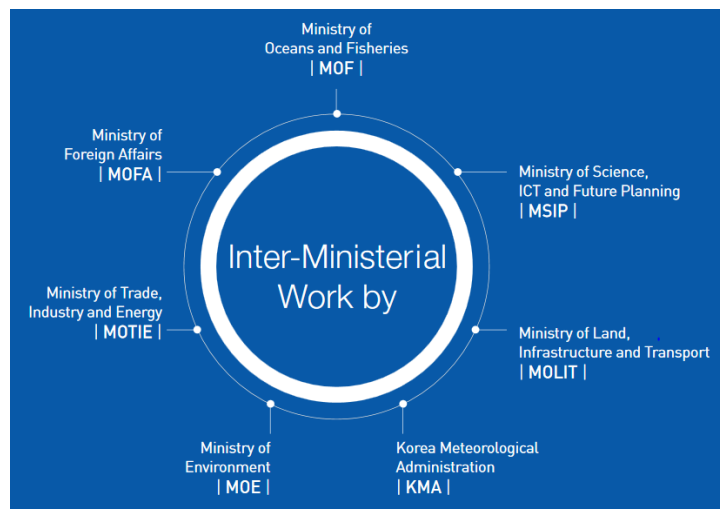 Ministry of
Oceans and Fisheries
| MOF |
Ministry of
Foreign Affairs
| MOFA |
Ministry of Science,
ICT and Future Planning
| MSIP |
Inter-Ministerial
Work by
Ministry of Trade,
Industry and Energy
| MOTIE |
Ministry of Land,
Infrastructure and Transport
| MOLIT |
Ministry of
Environment
| MOE |
Korea Meteorological
Administration
| KMA |